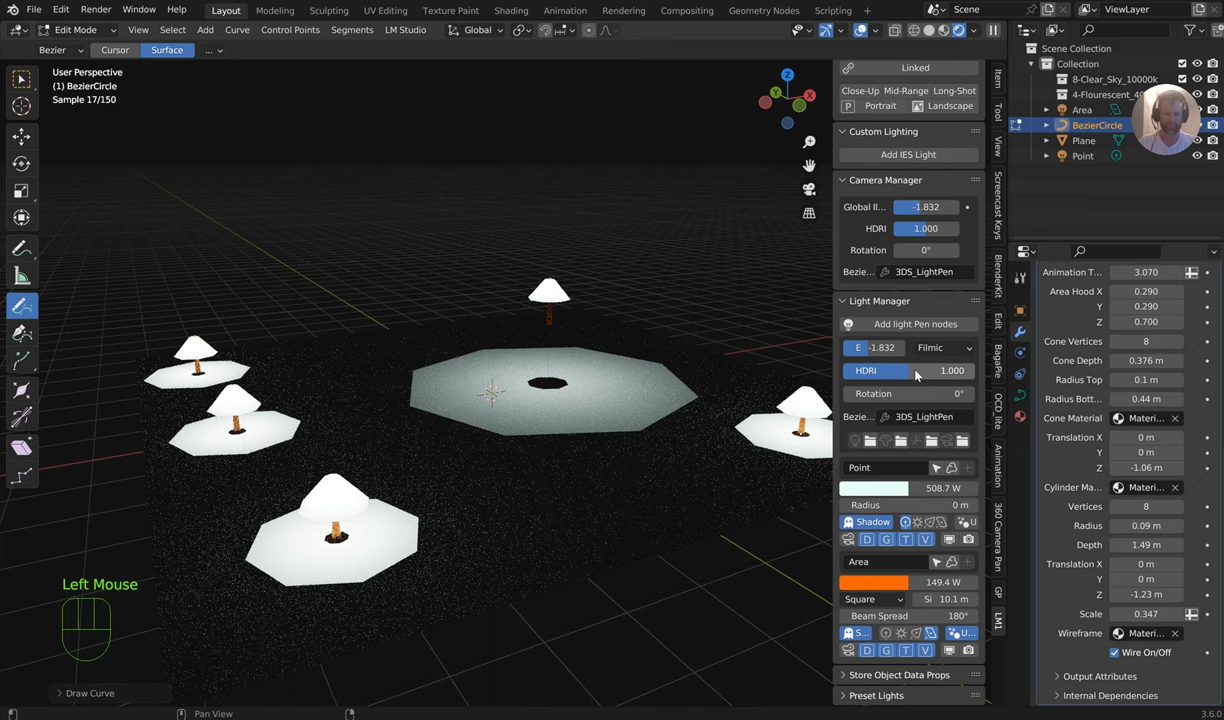 File Edit Render Window Help Layout Modeling Sculpting UV Editing Texture Paint Shading Animation Rendering Compositing Geometry Nodes Scripting Scene ViewLayer
Edit Mode View Select Add Curve Control Points Segments LM Studio Global
Bezier Cursor Surface ...
User Perspective
(1) BezierCircle
Sample 17/150
Z
Y
X
Left Mouse
Draw Curve
Linked
Close-Up Mid-Range Long-Shot
P Portrait Landscape
Custom Lighting
Add IES Light
Camera Manager
Global Il... -1.832
HDRI 1.000
Rotation 0°
Bezie... 3DS_LightPen
Light Manager
Add light Pen nodes
E -1.832 Filmic
HDRI 1.000
Rotation 0°
Bezie... 3DS_LightPen
Point
508.7 W
Radius 0 m
Shadow U
D G T V
Area
149.4 W
Square Si 10.1 m
Beam Spread 180°
S... U...
D G T V
Store Object Data Props
Preset Lights
Item
Tool
View
Screencast Keys
BlenderKit
Edit
BagaPie
OCD_lite
Animation
360 Camera Pan
GP
LM1
Scene Collection
Collection
8-Clear_Sky_10000k
4-Flourescent_40
Area
BezierCircle
Plane
Point
Animation T... 3.070
Area Hood X 0.290
Y 0.290
Z 0.700
Cone Vertices 8
Cone Depth 0.376 m
Radius Top 0.1 m
Radius Bott... 0.44 m
Cone Material Materi...
Translation X 0 m
Y 0 m
Z -1.06 m
Cylinder Ma... Materi...
Vertices 8
Radius 0.09 m
Depth 1.49 m
Translation X 0 m
Y 0 m
Z -1.23 m
Scale 0.347
Wireframe Materi...
Wire On/Off
Output Attributes
Internal Dependencies
Pan View
3.6.0